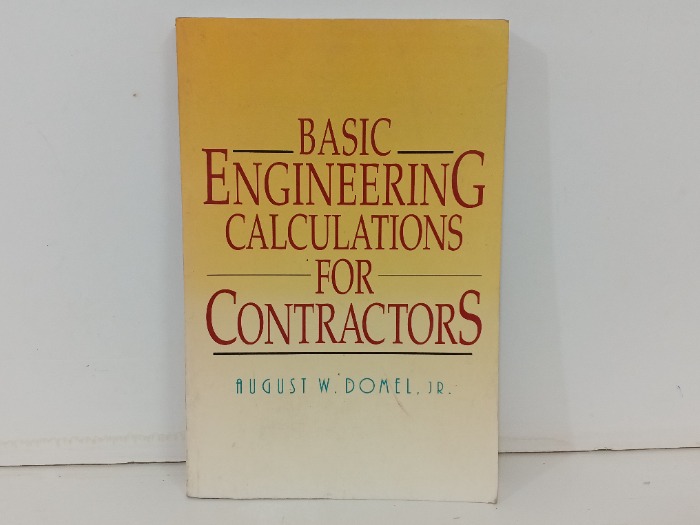 BASIC
ENGINEERING
CALCULATIONS
FOR
CONTRACTORS
AUGUST W. DOMEL, JR.